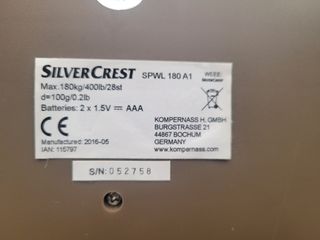 SILVERCREST SPWL 180 A1
Max.180kg/400lb/28st
d=100g/0.2lb
Batteries: 2 x 1.5V ⎓ AAA
CE
KOMPERNASS H. GMBH
BURGSTRASSE 21
44867 BOCHUM
GERMANY
www.kompernass.com
Manufactured: 2016-05
IAN: 115797
S/N: 052758